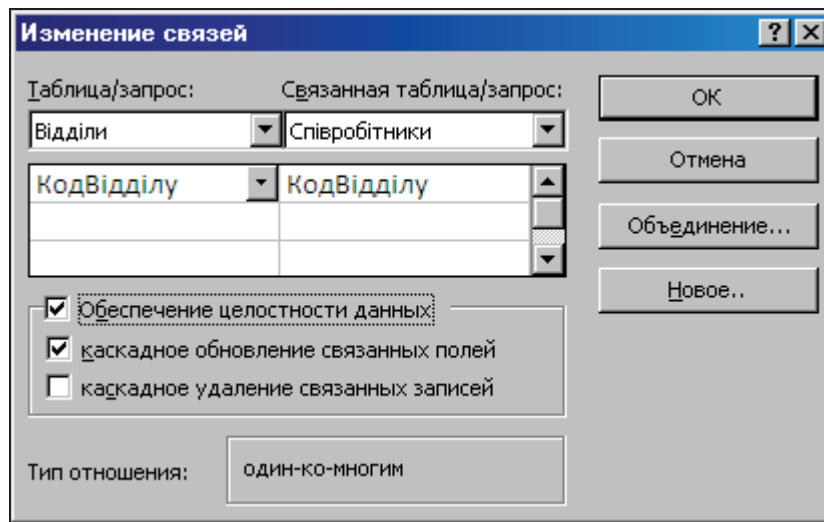 Изменение связей
Таблица/запрос: Связанная таблица/запрос:
Відділи Співробітники
КодВідділу КодВідділу
Обеспечение целостности данных
каскадное обновление связанных полей
каскадное удаление связанных записей
Тип отношения: один-ко-многим
ОК
Отмена
Объединение...
Новое..